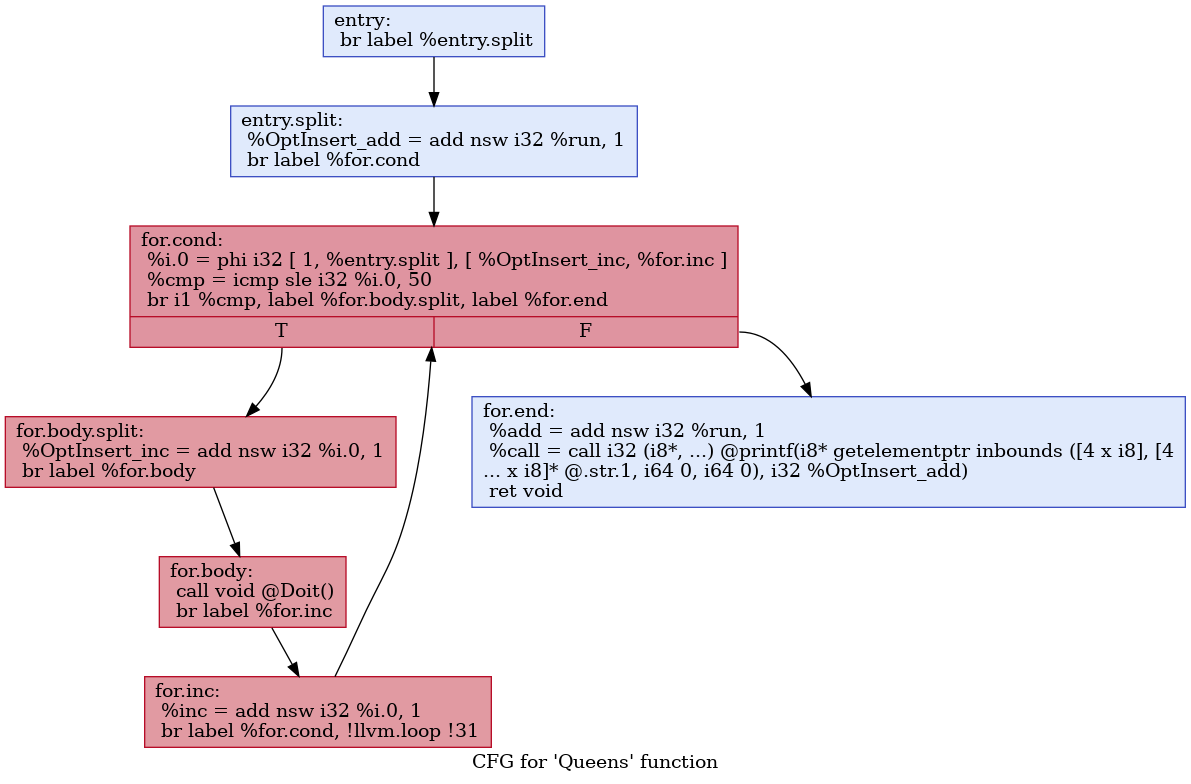 entry:
br label %entry.split
entry.split:
%OptInsert_add = add nsw i32 %run, 1
br label %for.cond
for.cond:
%i.0 = phi i32 [ 1, %entry.split ], [ %OptInsert_inc, %for.inc ]
%cmp = icmp sle i32 %i.0, 50
br i1 %cmp, label %for.body.split, label %for.end
T
F
for.body.split:
%OptInsert_inc = add nsw i32 %i.0, 1
br label %for.body
for.end:
%add = add nsw i32 %run, 1
%call = call i32 (i8*, ...) @printf(i8* getelementptr inbounds ([4 x i8], [4
... x i8]* @.str.1, i64 0, i64 0), i32 %OptInsert_add)
ret void
for.body:
call void @Doit()
br label %for.inc
for.inc:
%inc = add nsw i32 %i.0, 1
br label %for.cond, !llvm.loop !31
CFG for 'Queens' function